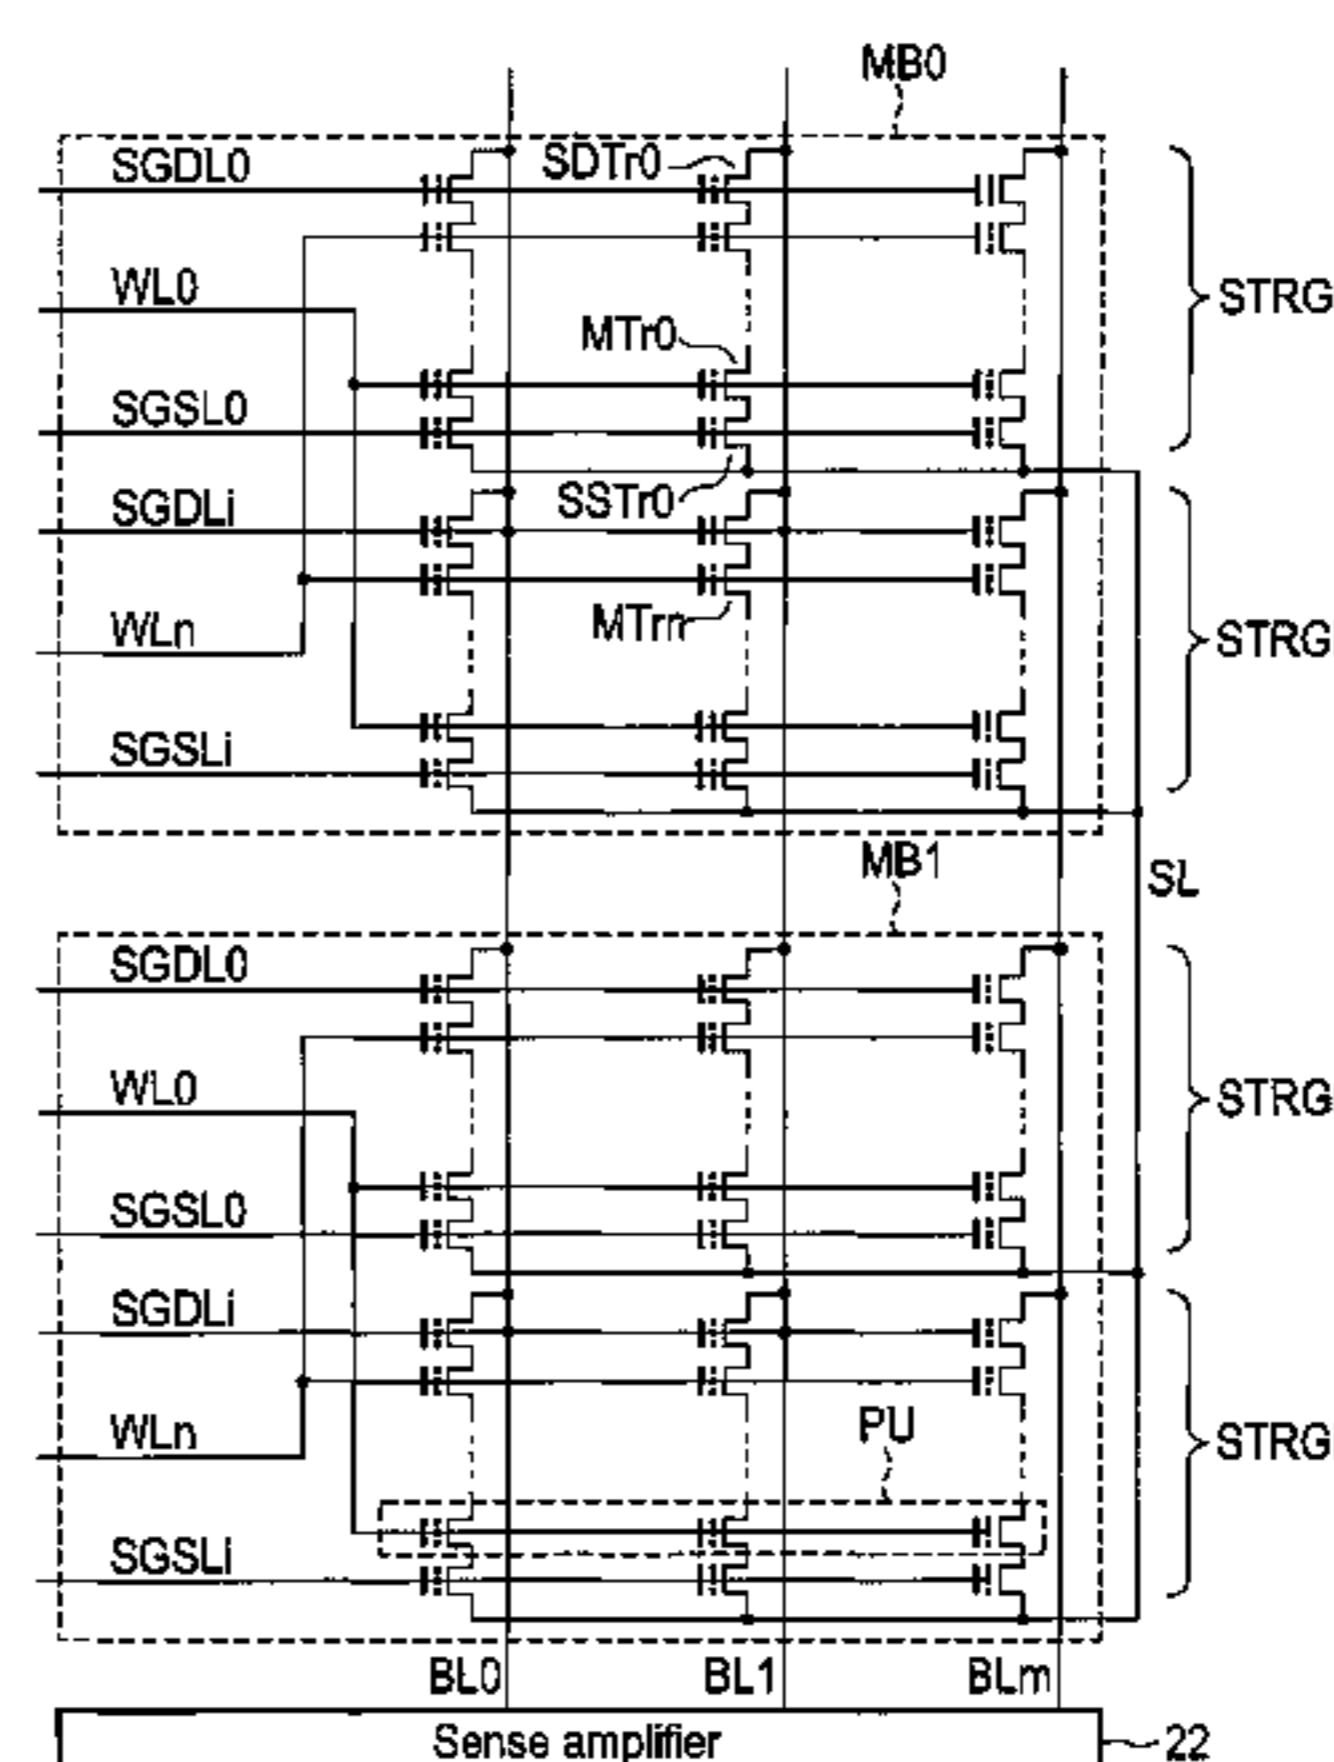 MB0
SGDL0
SDTr0
WL0
STRG
MTr0
SGSL0
SSTr0
SGDLi
MTrn
WLn
STRG
SGSLi
MB1
SL
SGDL0
WL0
STRG
SGSL0
SGDLi
PU
WLn
STRG
SGSLi
BL0
BL1
BLm
Sense amplifier
22